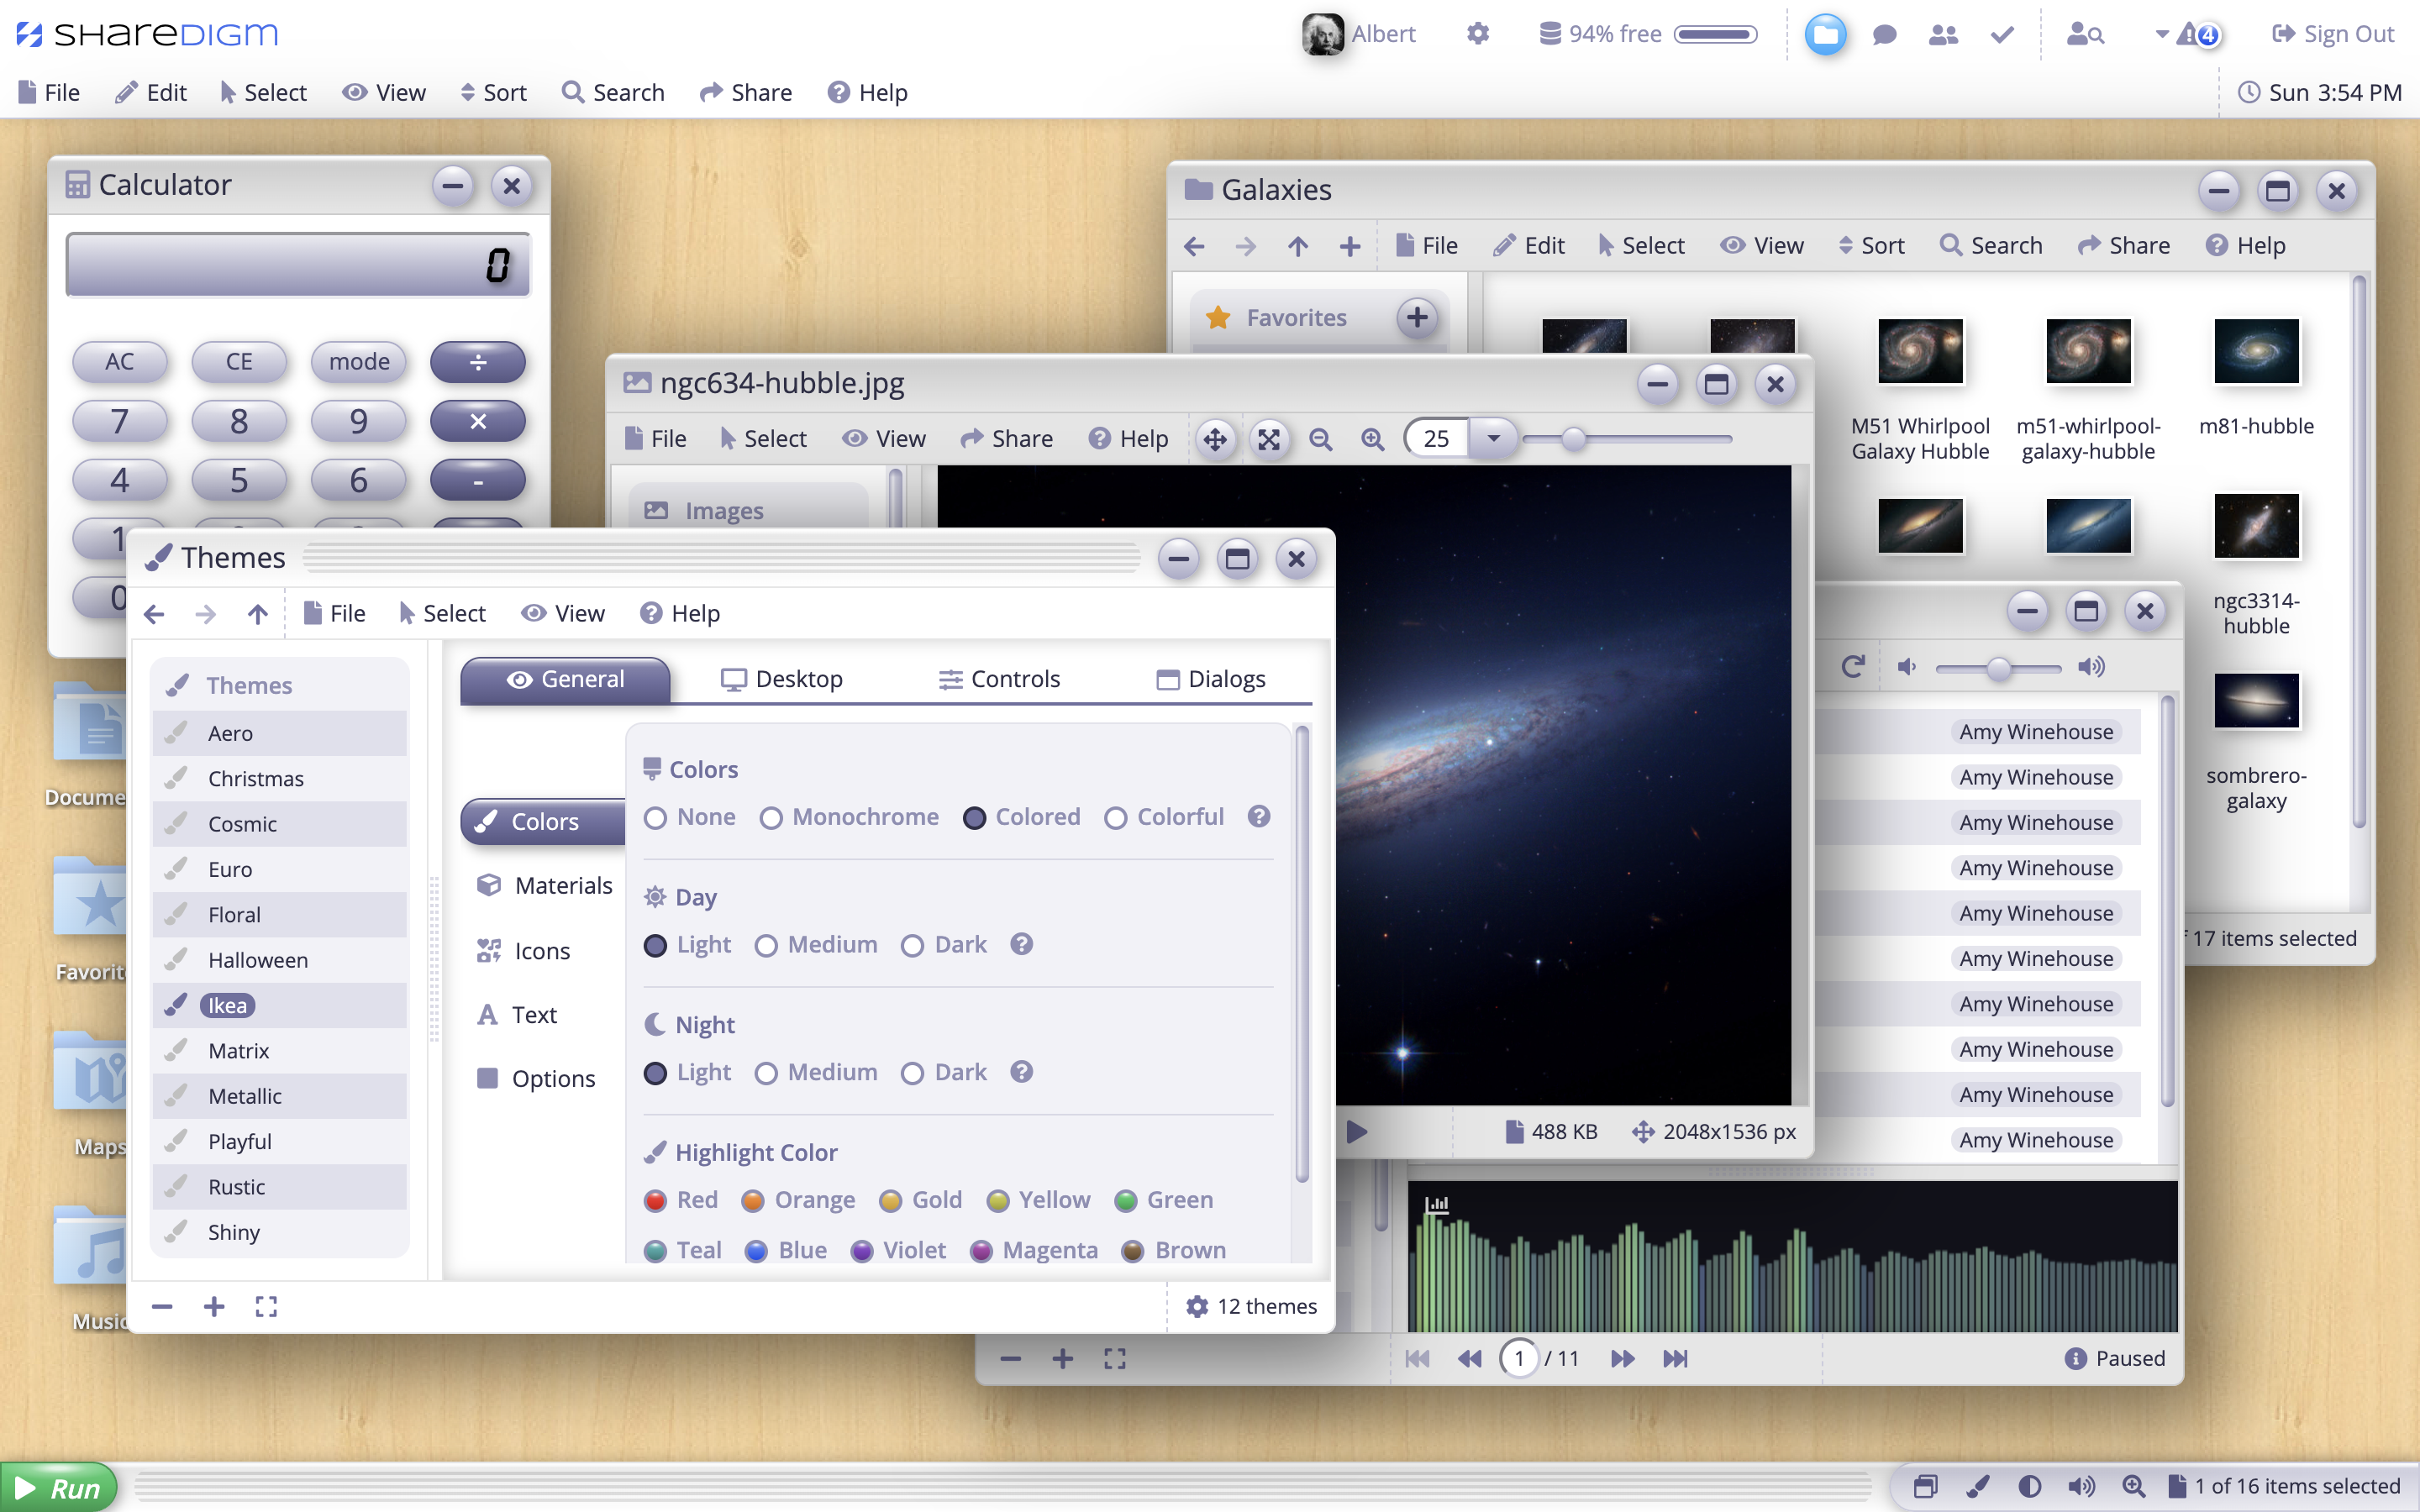 SHAREDIGM
Albert
94% free
4
Sign Out
File Edit Select View Sort Search Share Help
Sun 3:54 PM
Calculator
0
AC CE mode ÷
7 8 9 ×
4 5 6 -
1
0
Galaxies
File Edit Select View Sort Search Share Help
Favorites
M51 Whirlpool
Galaxy Hubble
m51-whirlpool-
galaxy-hubble
m81-hubble
ngc3314-
hubble
sombrero-
galaxy
17 items selected
ngc634-hubble.jpg
File Select View Share Help
25
Images
488 KB
2048x1536 px
Themes
File Select View Help
Themes
Aero
Christmas
Cosmic
Euro
Floral
Halloween
Ikea
Matrix
Metallic
Playful
Rustic
Shiny
General Desktop Controls Dialogs
Colors
Materials
Icons
Text
Options
Colors
None Monochrome Colored Colorful
Day
Light Medium Dark
Night
Light Medium Dark
Highlight Color
Red Orange Gold Yellow Green
Teal Blue Violet Magenta Brown
12 themes
Amy Winehouse
Amy Winehouse
Amy Winehouse
Amy Winehouse
Amy Winehouse
Amy Winehouse
Amy Winehouse
Amy Winehouse
Amy Winehouse
Amy Winehouse
1 / 11
Paused
Docume
Favorit
Maps
Music
Run
1 of 16 items selected